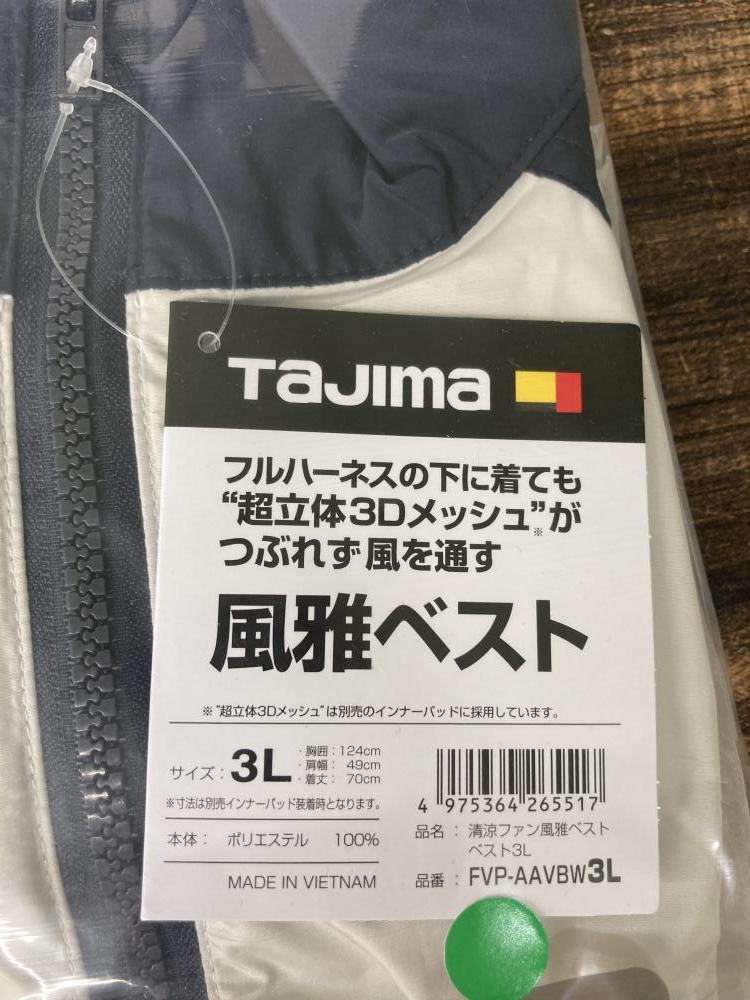 TaJIma
フルハーネスの下に着ても
“超立体3Dメッシュ”※が
つぶれず風を通す
風雅ベスト
※“超立体3Dメッシュ”は別売のインナーパッドに採用しています。
サイズ：3L
・胸囲：124cm
・肩幅： 49cm
・着丈： 70cm
※寸法は別売インナーパッド装着時となります。
本体： ポリエステル 100%
MADE IN VIETNAM
4 975364 265517
品名： 清涼ファン風雅ベスト
ベスト3L
品番： FVP-AAVBW3L